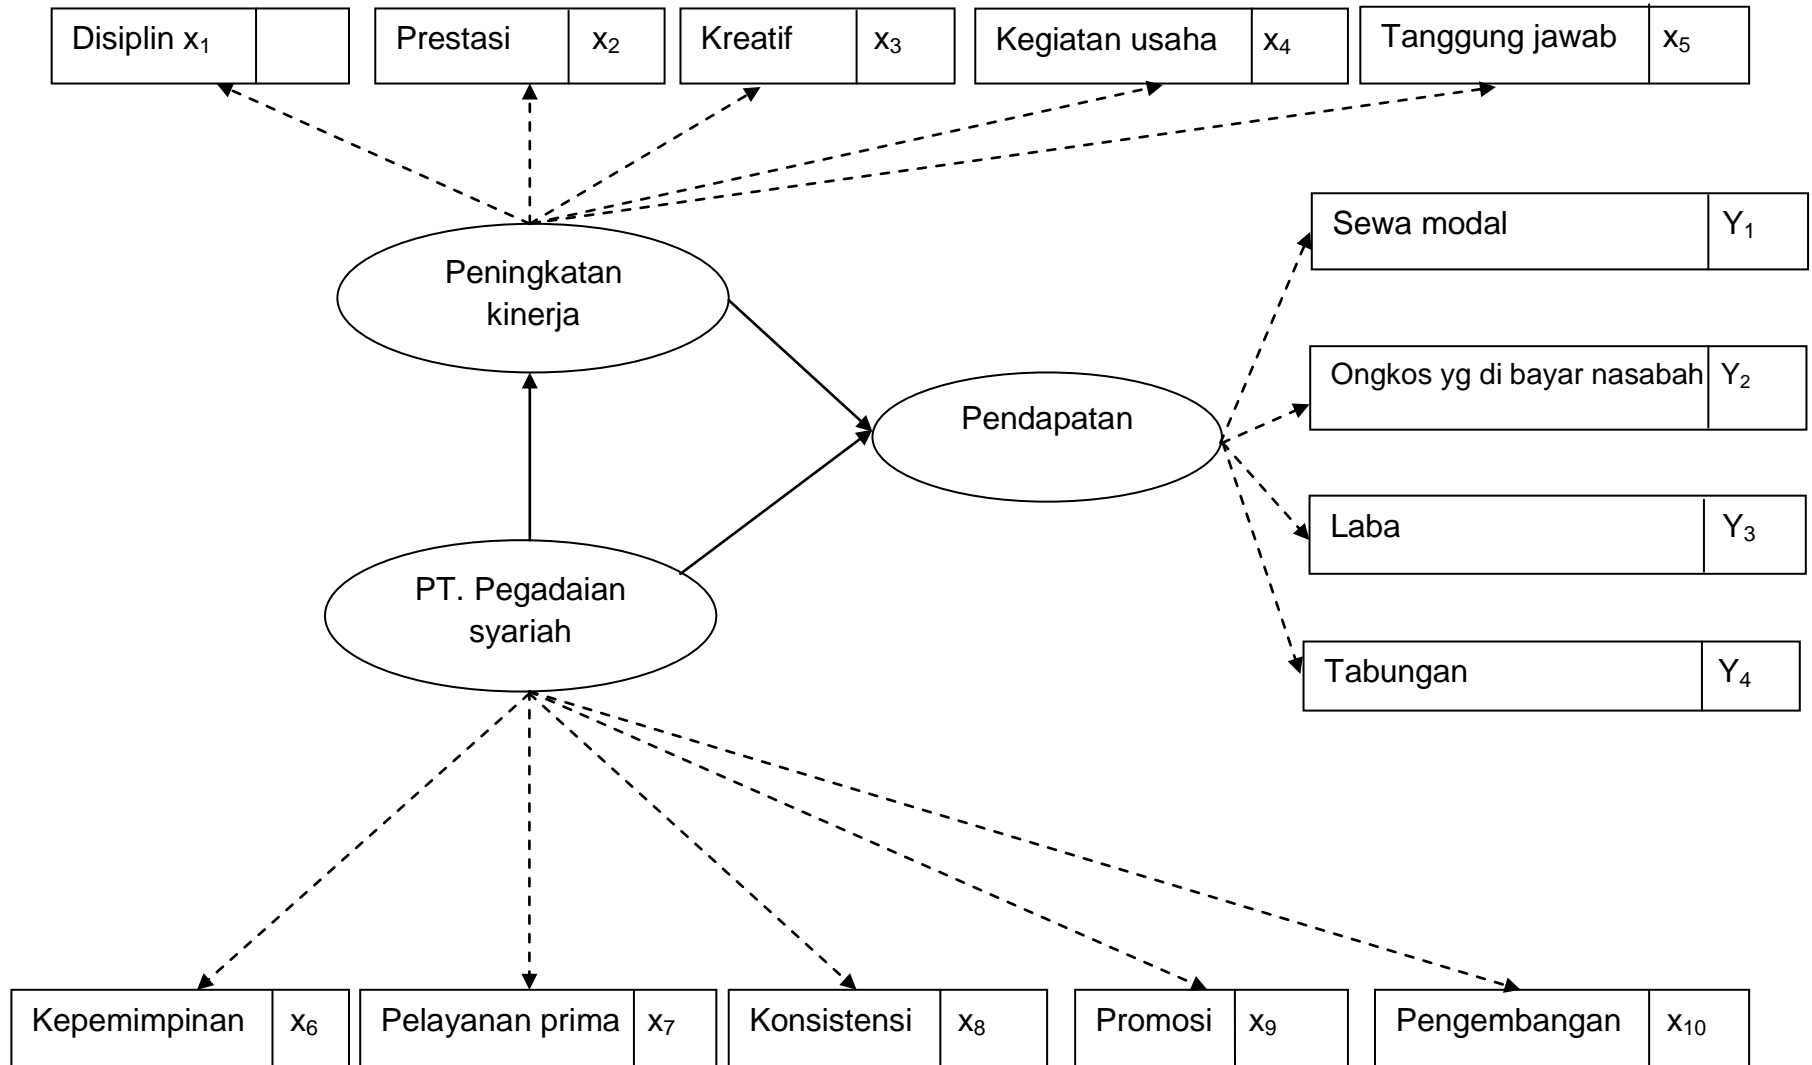 Disiplin x₁
Prestasi x₂
Kreatif x₃
Kegiatan usaha x₄
Tanggung jawab x₅
Sewa modal Y₁
Peningkatan
kinerja
Ongkos yg di bayar nasabah Y₂
Pendapatan
Laba Y₃
PT. Pegadaian
syariah
Tabungan Y₄
Kepemimpinan x₆
Pelayanan prima x₇
Konsistensi x₈
Promosi x₉
Pengembangan x₁₀